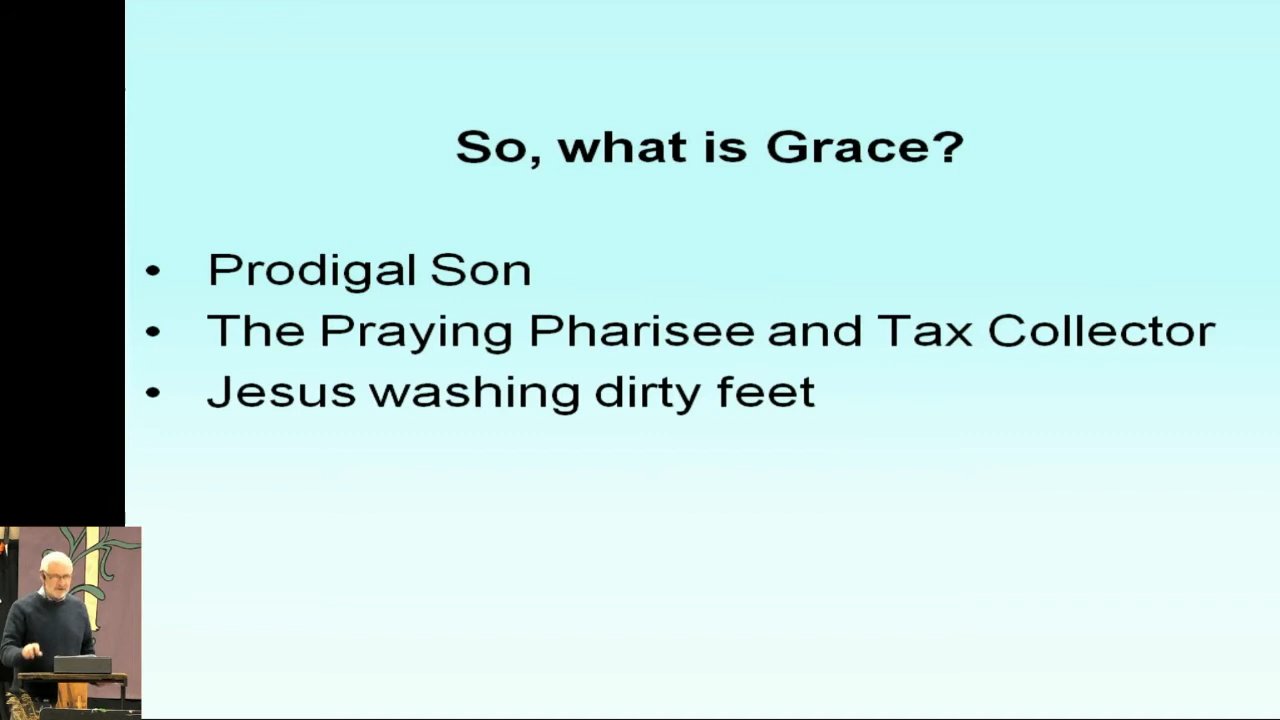 So, what is Grace?
• Prodigal Son
• The Praying Pharisee and Tax Collector
• Jesus washing dirty feet